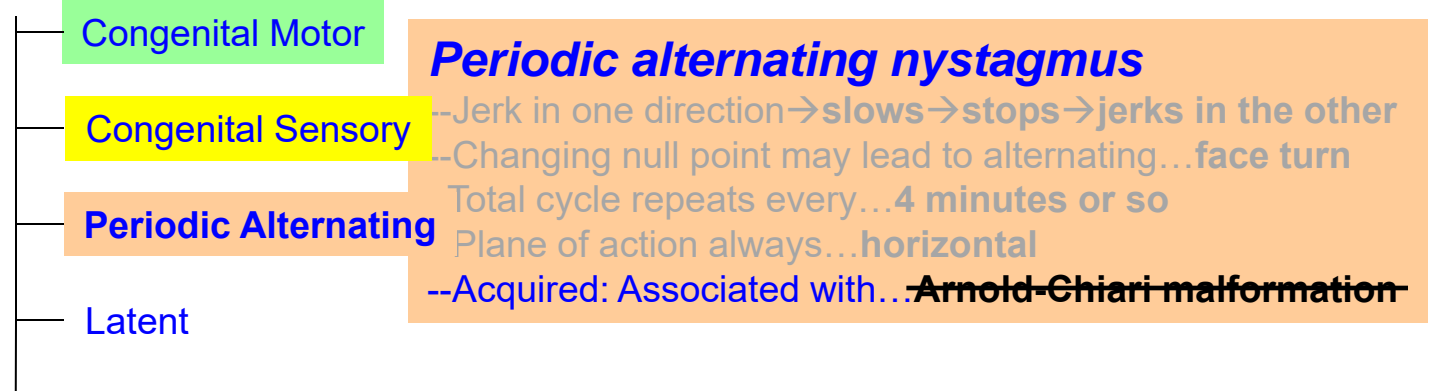 Congenital Motor
Congenital Sensory
Periodic Alternating
Latent
Periodic alternating nystagmus
--Jerk in one direction→slows→stops→jerks in the other
--Changing null point may lead to alternating…face turn
Total cycle repeats every…4 minutes or so
Plane of action always…horizontal
--Acquired: Associated with…Arnold-Chiari malformation